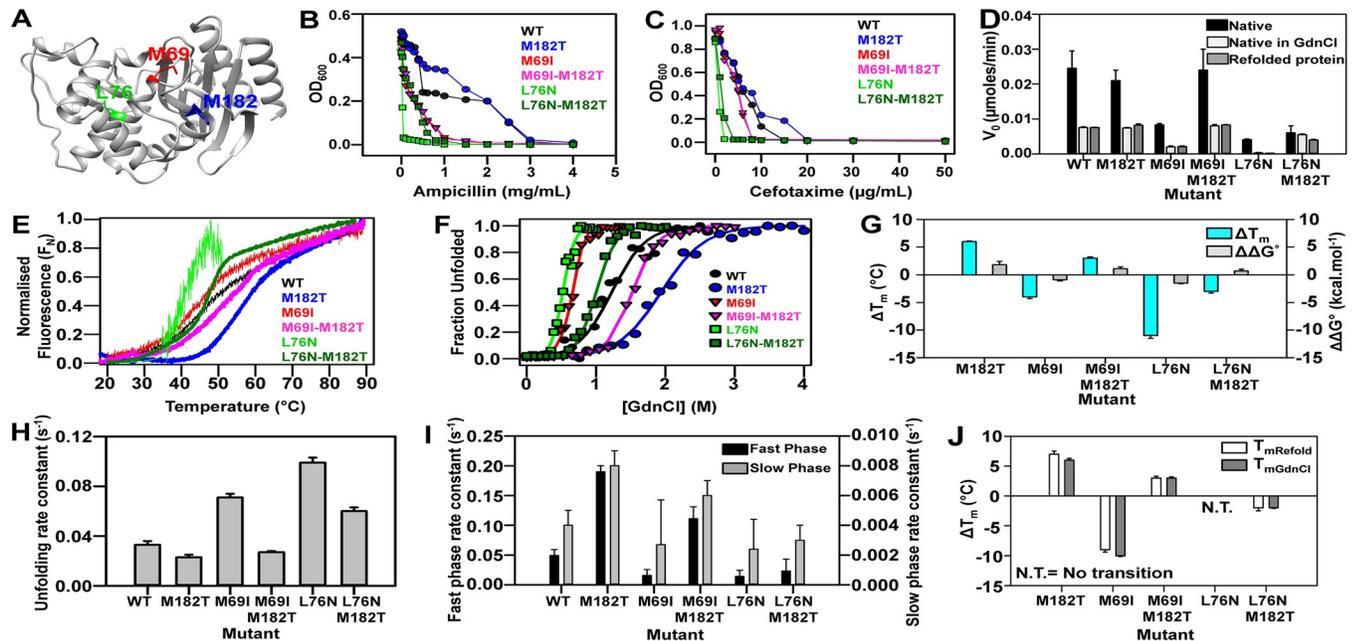 A
M69
L76
M182
B
0.6
0.4
0.2
0.0
OD600
WT
M182T
M69I
M69I-M182T
L76N
L76N-M182T
0 1 2 3 4 5
Ampicillin (mg/mL)
C
1.0
0.8
0.6
0.4
0.2
0.0
OD600
WT
M182T
M69I
M69I-M182T
L76N
L76N-M182T
0 10 20 30 40 50
Cefotaxime (µg/mL)
D
0.04
0.03
0.02
0.01
0.00
V0 (µmoles/min)
Native
Native in GdnCl
Refolded protein
WT M182T M69I M69I L76N L76N
M182T M182T
Mutant
E
1.0
0.8
0.6
0.4
0.2
0.0
Normalised
Fluorescence (FN)
WT
M182T
M69I
M69I-M182T
L76N
L76N-M182T
20 30 40 50 60 70 80 90
Temperature (°C)
F
1.0
0.8
0.6
0.4
0.2
0.0
Fraction Unfolded
WT
M182T
M69I
M69I-M182T
L76N
L76N-M182T
0 1 2 3 4
[GdnCl] (M)
G
10
5
0
-5
-10
-15
ΔTm (°C)
ΔTm
ΔΔG°
10
5
0
-5
-10
-15
ΔΔG° (kcal.mol-1)
M182T M69I M69I L76N L76N
M182T M182T
Mutant
H
0.12
0.08
0.04
0.00
Unfolding rate constant (s-1)
WT M182T M69I M69I L76N L76N
M182T M182T
Mutant
I
0.25
0.20
0.15
0.10
0.05
0.00
Fast phase rate constant (s-1)
Fast Phase
Slow Phase
0.010
0.008
0.006
0.004
0.002
0.000
Slow phase rate constant (s-1)
WT M182T M69I M69I L76N L76N
M182T M182T
Mutant
J
10
5
0
-5
-10
-15
ΔTm (°C)
TmRefold
TmGdnCl
N.T.
N.T.= No transition
M182T M69I M69I L76N L76N
M182T M182T
Mutant